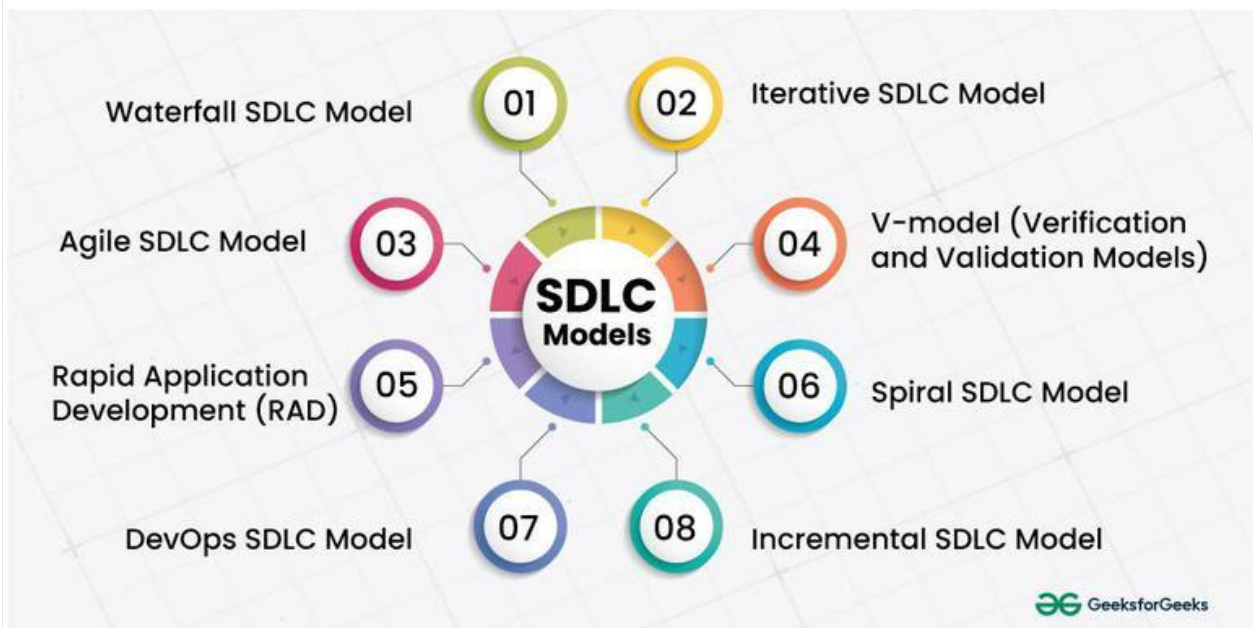 01
Waterfall SDLC Model
02
Iterative SDLC Model
03
Agile SDLC Model
04
V-model (Verification
and Validation Models)
SDLC
Models
05
Rapid Application
Development (RAD)
06
Spiral SDLC Model
07
DevOps SDLC Model
08
Incremental SDLC Model
GeeksforGeeks